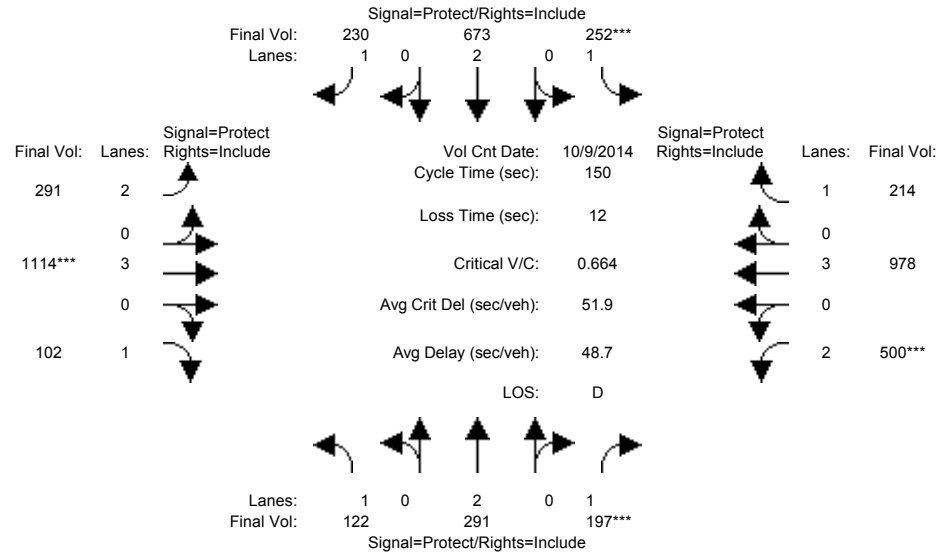 Signal=Protect/Rights=Include
Final Vol: 230 673 252***
Lanes: 1 0 2 0 1
Signal=Protect
Final Vol: Lanes: Rights=Include
Vol Cnt Date: 10/9/2014
Cycle Time (sec): 150
Signal=Protect
Rights=Include Lanes: Final Vol:
291 2
1 214
Loss Time (sec): 12
0
0
1114*** 3
Critical V/C: 0.664
3 978
0
Avg Crit Del (sec/veh): 51.9
0
102 1
Avg Delay (sec/veh): 48.7
2 500***
LOS: D
Lanes: 1 0 2 0 1
Final Vol: 122 291 197***
Signal=Protect/Rights=Include